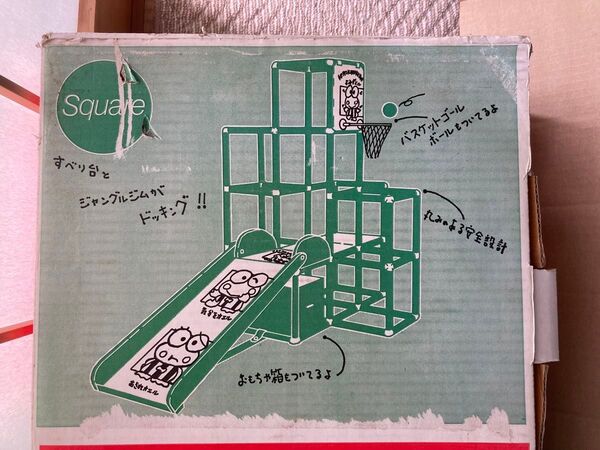 Square
すべり台と
ジャングルジムが
ドッキング!!
バスケットゴール
ボールもついてるよ
丸みのある安全設計
おもちゃ箱もついてるよ